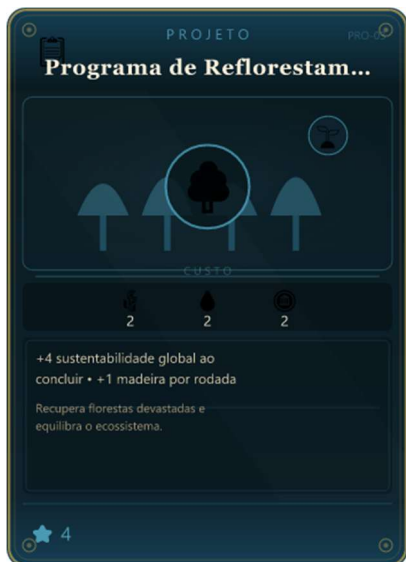 PROJETO
PRO-03
Programa de Reflorestam...
CUSTO
2 2 2
+4 sustentabilidade global ao
concluir • +1 madeira por rodada
Recupera florestas devastadas e
equilibra o ecossistema.
4